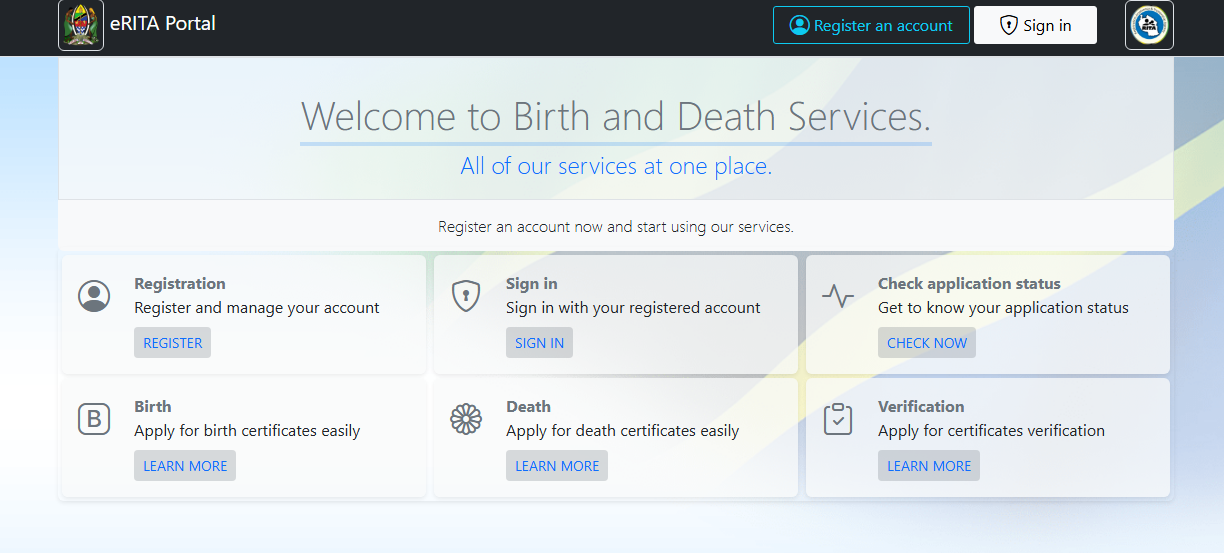 eRITA Portal
Register an account
Sign in
RITA
Welcome to Birth and Death Services.
All of our services at one place.
Register an account now and start using our services.
Registration
Register and manage your account
REGISTER
Sign in
Sign in with your registered account
SIGN IN
Check application status
Get to know your application status
CHECK NOW
B
Birth
Apply for birth certificates easily
LEARN MORE
Death
Apply for death certificates easily
LEARN MORE
Verification
Apply for certificates verification
LEARN MORE